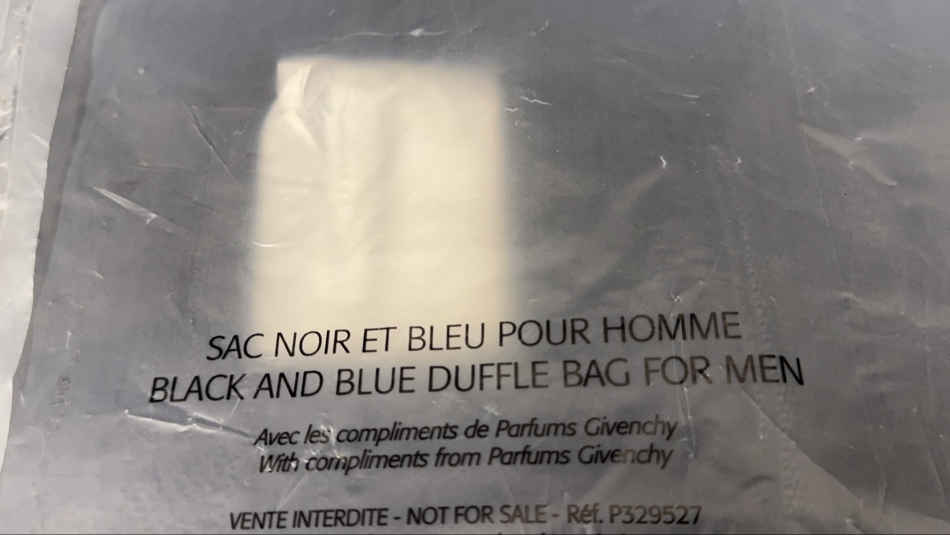 SAC NOIR ET BLEU POUR HOMME
BLACK AND BLUE DUFFLE BAG FOR MEN
Avec les compliments de Parfums Givenchy
With compliments from Parfums Givenchy
VENTE INTERDITE - NOT FOR SALE - Réf. P329527